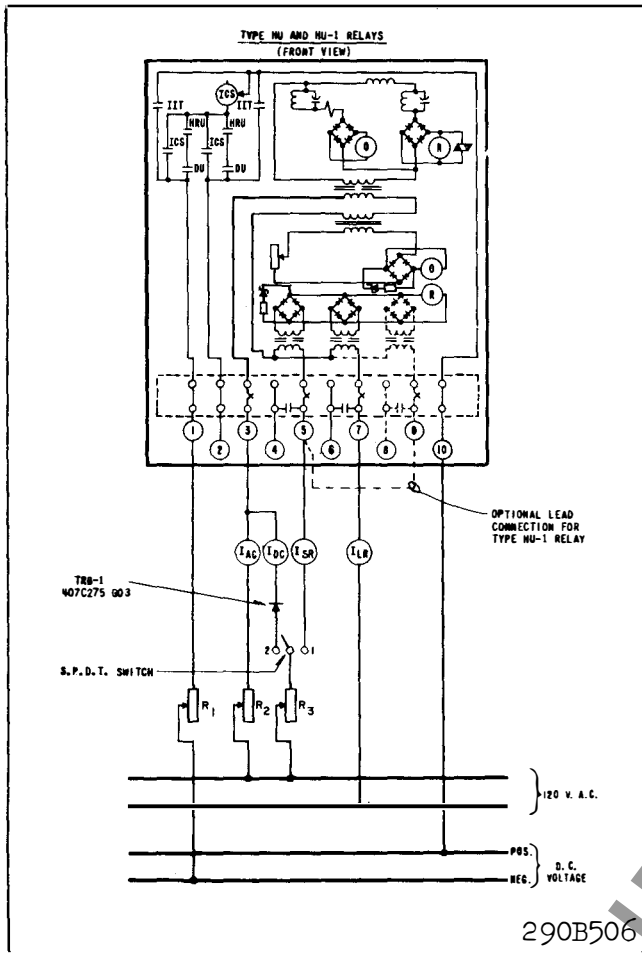 TYPE HU AND HU-1 RELAYS
(FRONT VIEW)
ICS
IIT
IIT
HRU
HRU
ICS
ICS
DU
DU
O
R
O
R
1
2
3
4
5
6
7
8
9
10
OPTIONAL LEAD
CONNECTION FOR
TYPE HU-1 RELAY
IAC
IDC
ISR
ILR
TRB-1
407C275 G03
2
1
S.P.D.T. SWITCH
R1
R2
R3
120 V. A.C.
POS.
NEG.
D.C.
VOLTAGE
290B506